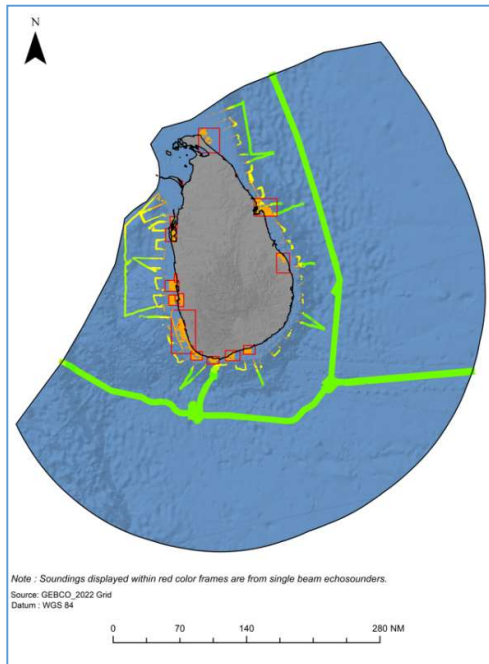 N
Note : Soundings displayed within red color frames are from single beam echosounders.
Source: GEBCO_2022 Grid
Datum : WGS 84
0 70 140 280 NM